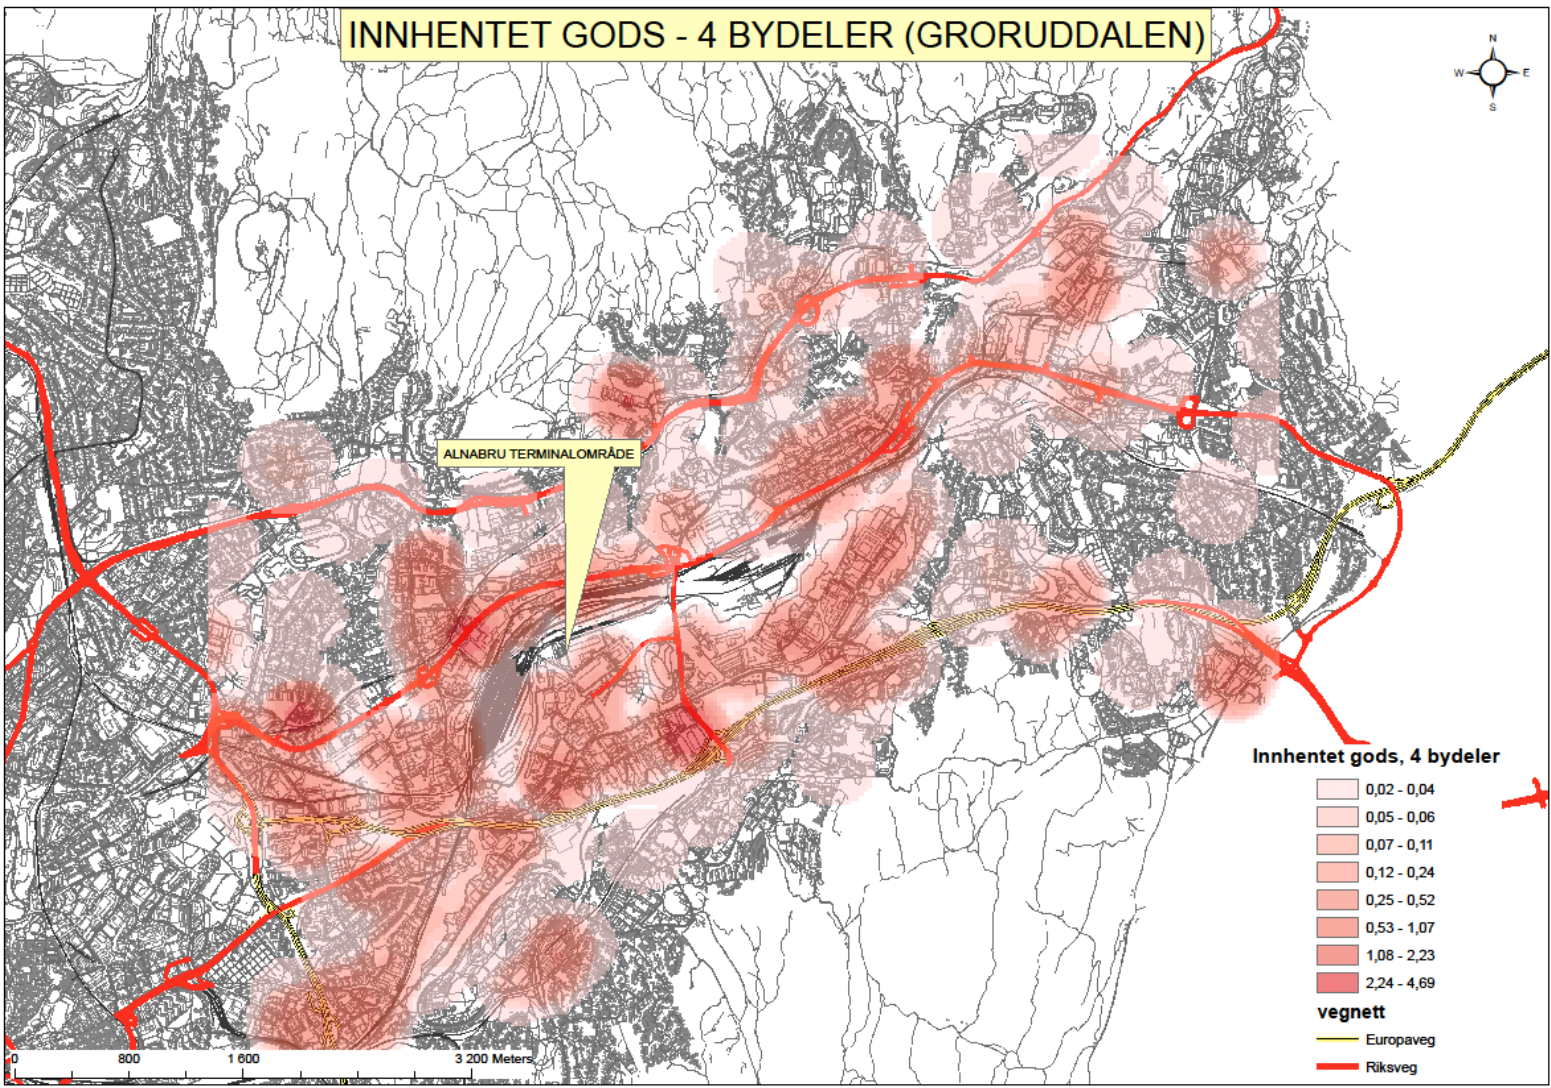 INNHENTET GODS - 4 BYDELER (GRORUDDALEN)
N
W E
S
ALNABRU TERMINALOMRÅDE
Innhentet gods, 4 bydeler
0,02 - 0,04
0,05 - 0,06
0,07 - 0,11
0,12 - 0,24
0,25 - 0,52
0,53 - 1,07
1,08 - 2,23
2,24 - 4,69
vegnett
Europaveg
Riksveg
0 800 1 600 3 200 Meters